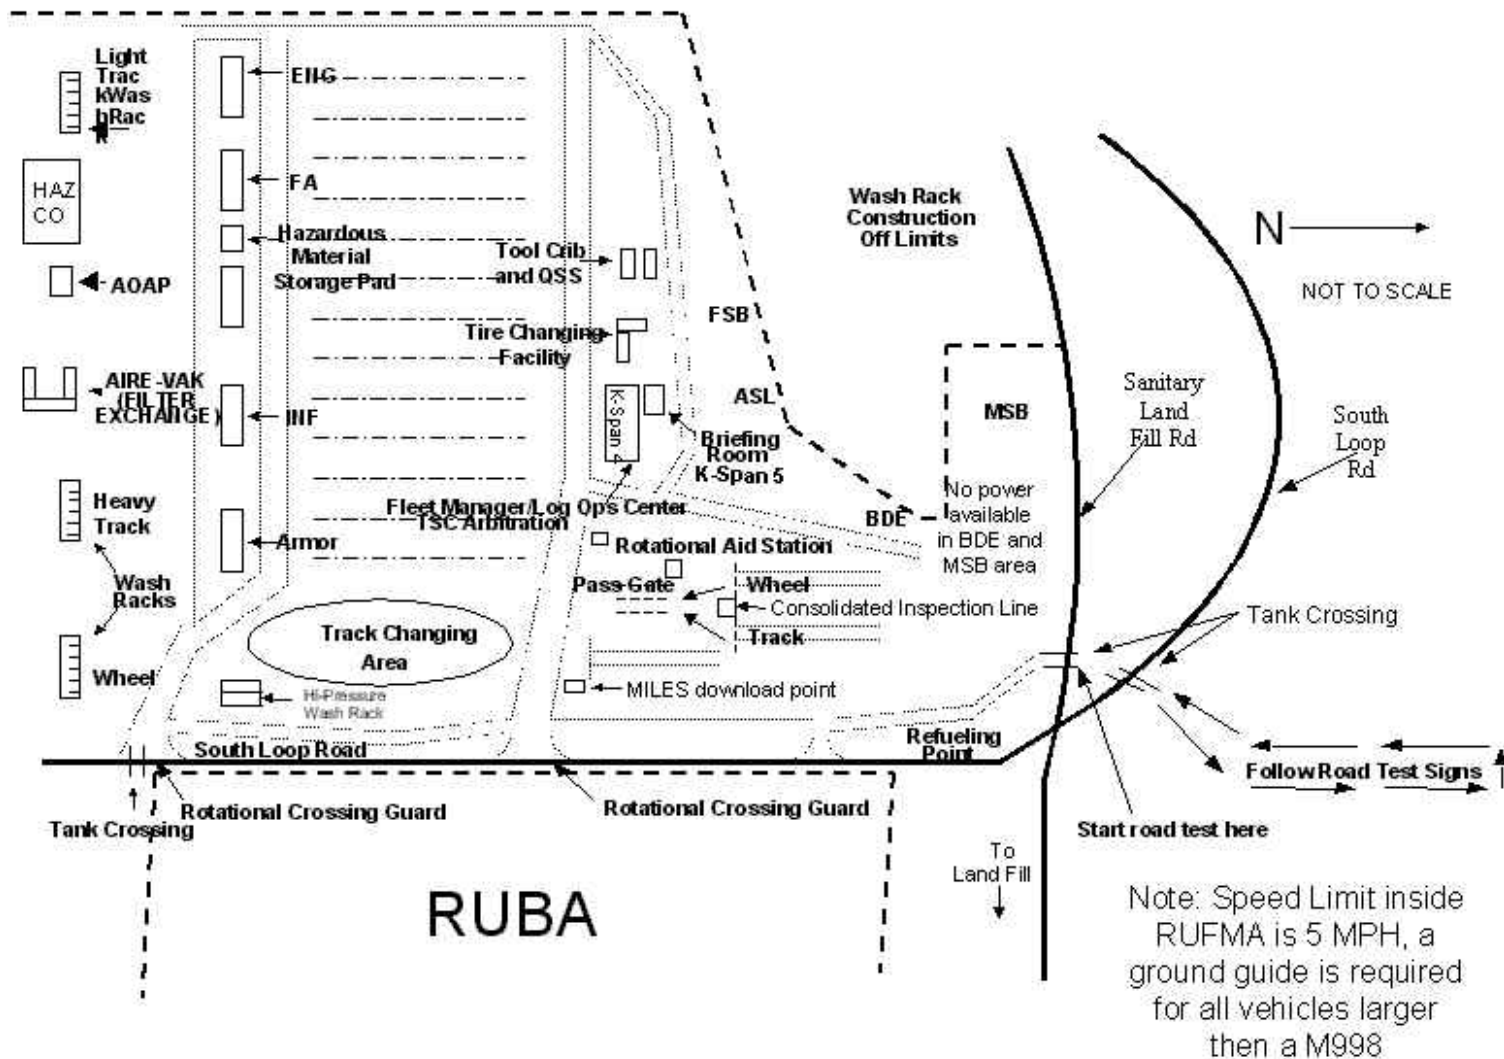 Light
Trac
kWas
hRac
k
ENG
HAZ
CO
FA
Hazardous
Material
Storage Pad
AOAP
AIRE-VAK
(FILTER
EXCHANGE)
INF
Heavy
Track
Armor
Wash
Racks
Wheel
Track Changing
Area
Hi-Pressure
Wash Rack
South Loop Road
Tool Crib
and QSS
Tire Changing
Facility
K-Span 4
Briefing
Room
K-Span 5
Fleet Manager/Log Ops Center
TSC Arbitration
Rotational Aid Station
Pass Gate
Wheel
Consolidated Inspection Line
Track
MILES download point
FSB
ASL
BDE
Wash Rack
Construction
Off Limits
MSB
No power
available
in BDE and
MSB area
Sanitary
Land
Fill Rd
South
Loop
Rd
N
NOT TO SCALE
Tank Crossing
Refueling
Point
Follow Road Test Signs
Start road test here
Tank Crossing
Rotational Crossing Guard
Rotational Crossing Guard
To
Land Fill
RUBA
Note: Speed Limit inside
RUFMA is 5 MPH, a
ground guide is required
for all vehicles larger
then a M998